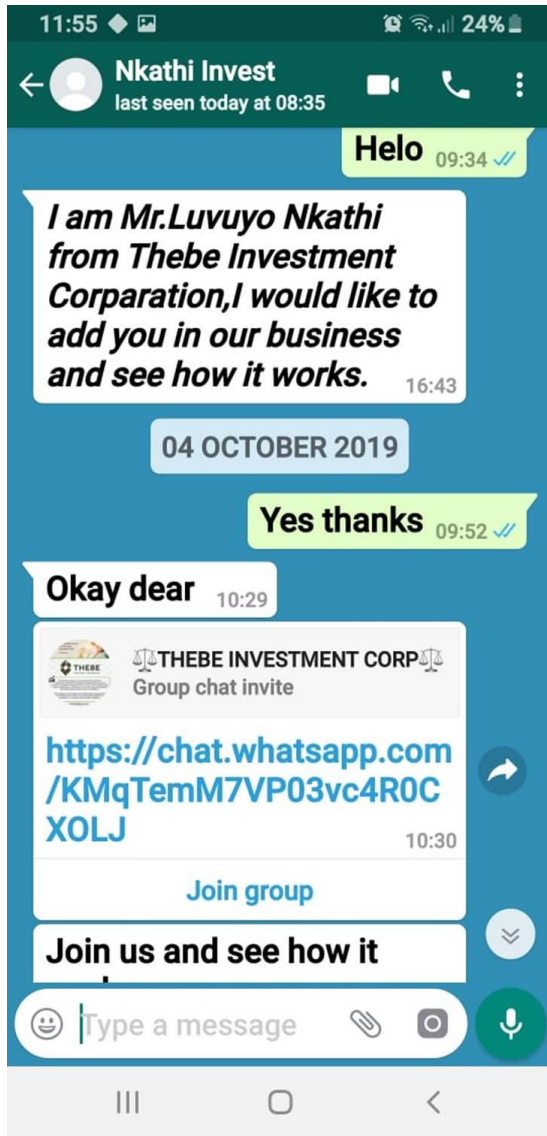 11:55 24%
Nkathi Invest
last seen today at 08:35
Helo 09:34
I am Mr.Luvuyo Nkathi
from Thebe Investment
Corparation,I would like to
add you in our business
and see how it works. 16:43
04 OCTOBER 2019
Yes thanks 09:52
Okay dear 10:29
THEBE
⚖THEBE INVESTMENT CORP⚖
Group chat invite
https://chat.whatsapp.com
/KMqTemM7VP03vc4R0C
XOLJ 10:30
Join group
Join us and see how it
Type a message